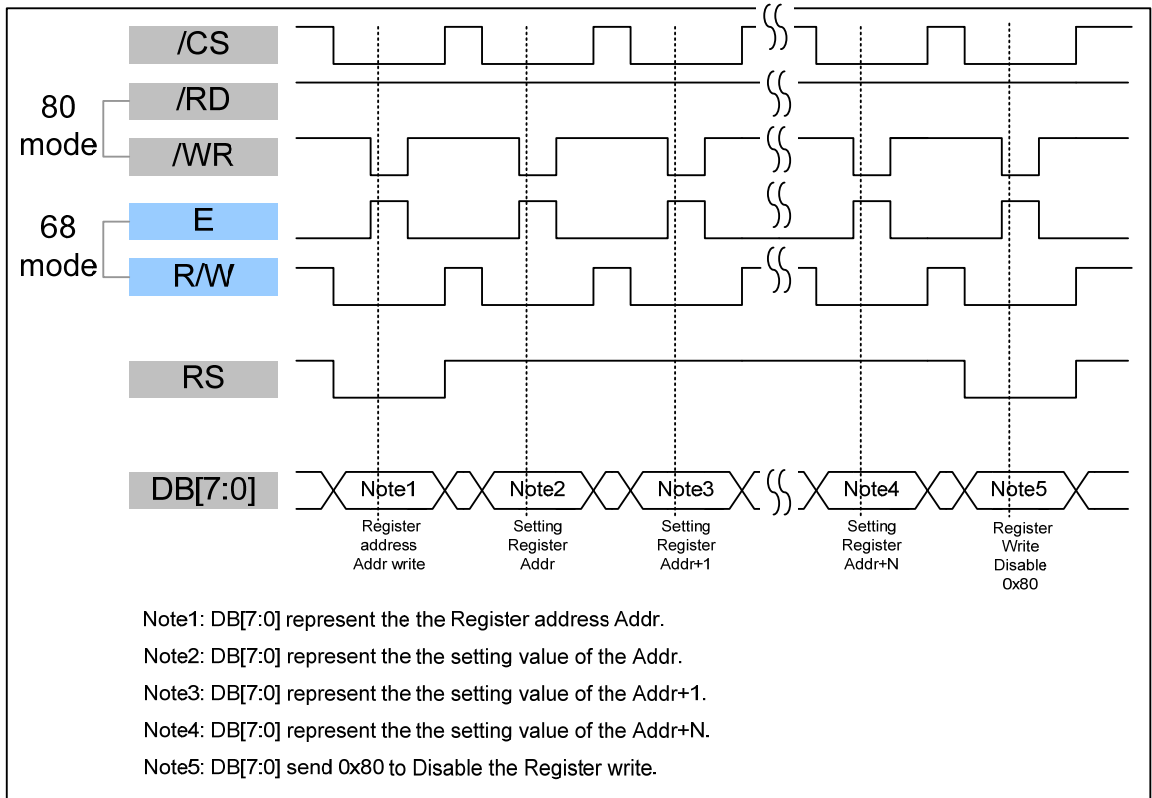 /CS
80
mode
/RD
/WR
68
mode
E
R/W
RS
DB[7:0]
Note1
Note2
Note3
Note4
Note5
Register
address
Addr write
Setting
Register
Addr
Setting
Register
Addr+1
Setting
Register
Addr+N
Register
Write
Disable
0x80
Note1: DB[7:0] represent the the Register address Addr.
Note2: DB[7:0] represent the the setting value of the Addr.
Note3: DB[7:0] represent the the setting value of the Addr+1.
Note4: DB[7:0] represent the the setting value of the Addr+N.
Note5: DB[7:0] send 0x80 to Disable the Register write.